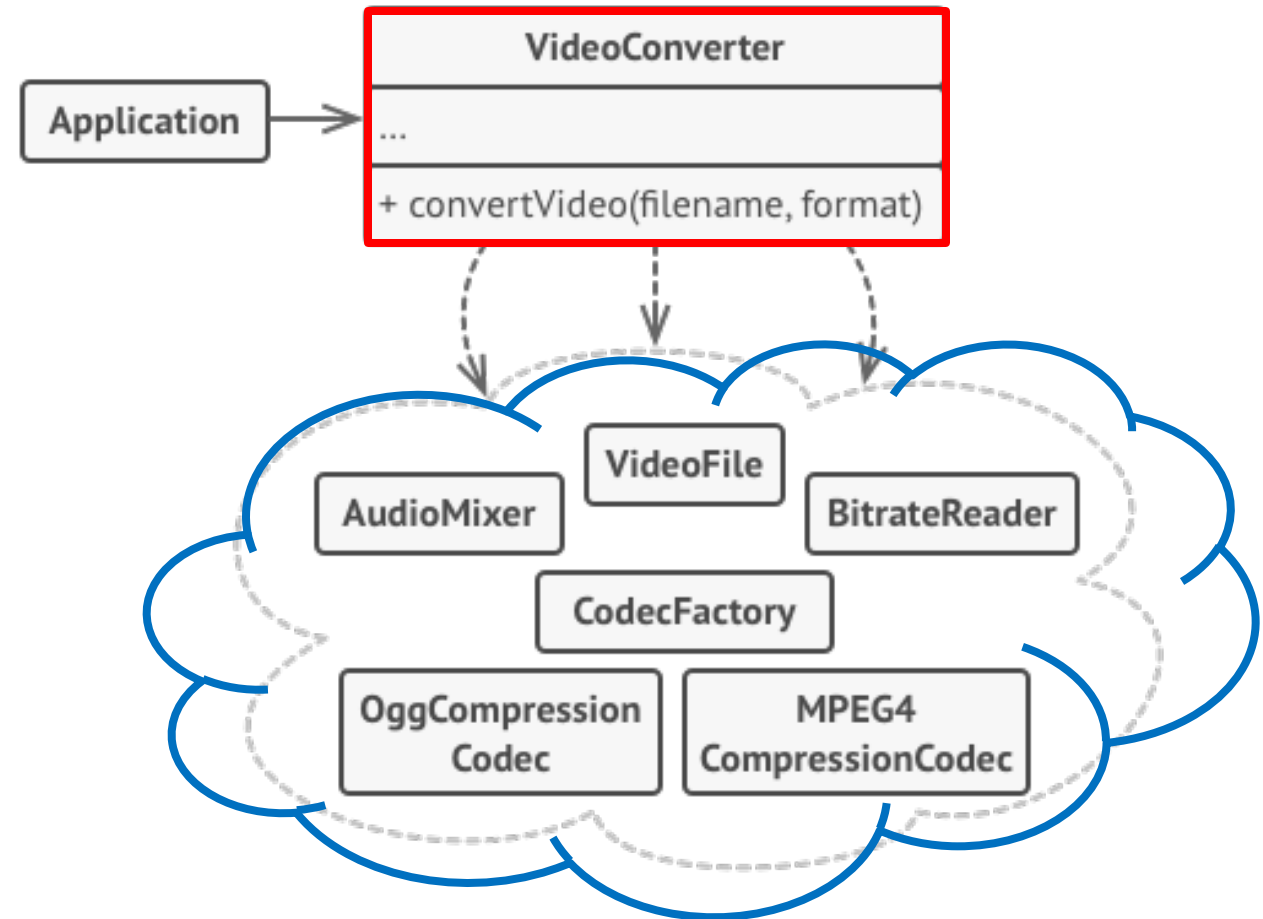 VideoConverter
Application
...
+ convertVideo(filename, format)
VideoFile
AudioMixer
BitrateReader
CodecFactory
OggCompression
Codec
MPEG4
CompressionCodec